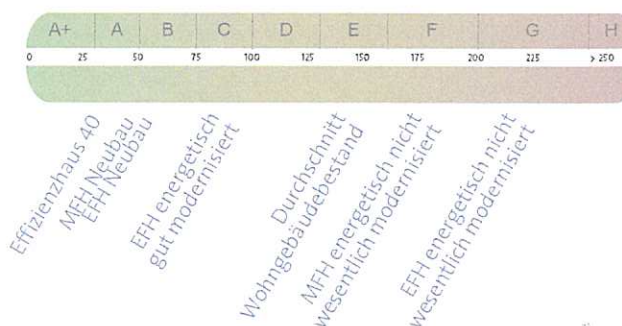 A+ A B C D E F G H
0 25 50 75 100 125 150 175 200 225 > 250
Effizienzhaus 40
MFH Neubau
EFH Neubau
EFH energetisch
gut modernisiert
Durchschnitt
Wohngebäudebestand
MFH energetisch nicht
wesentlich modernisiert
EFH energetisch nicht
wesentlich modernisiert